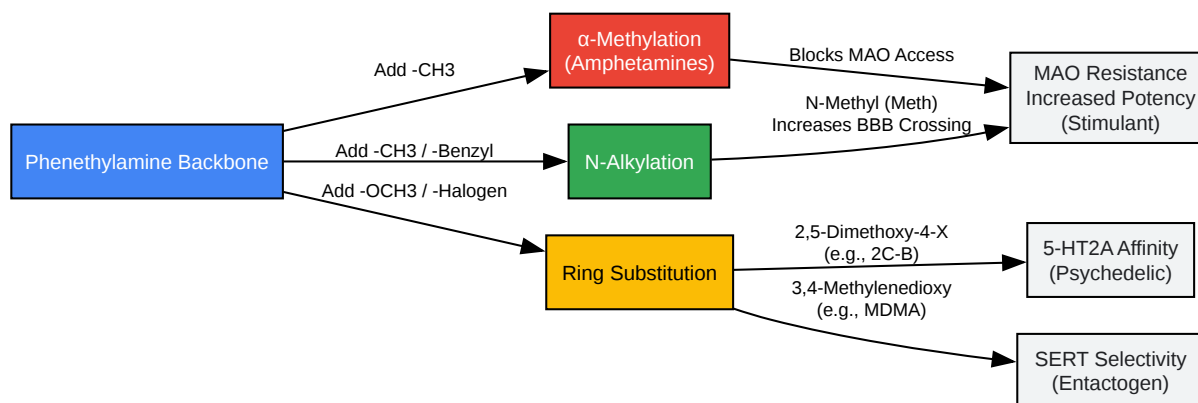 α-Methylation
(Amphetamines)
Add -CH3
Blocks MAO Access
MAO Resistance
Increased Potency
(Stimulant)
N-Methyl (Meth)
Increases BBB Crossing
Phenethylamine Backbone
Add -CH3 / -Benzyl
N-Alkylation
Add -OCH3 / -Halogen
Ring Substitution
2,5-Dimethoxy-4-X
(e.g., 2C-B)
5-HT2A Affinity
(Psychedelic)
3,4-Methylenedioxy
(e.g., MDMA)
SERT Selectivity
(Entactogen)